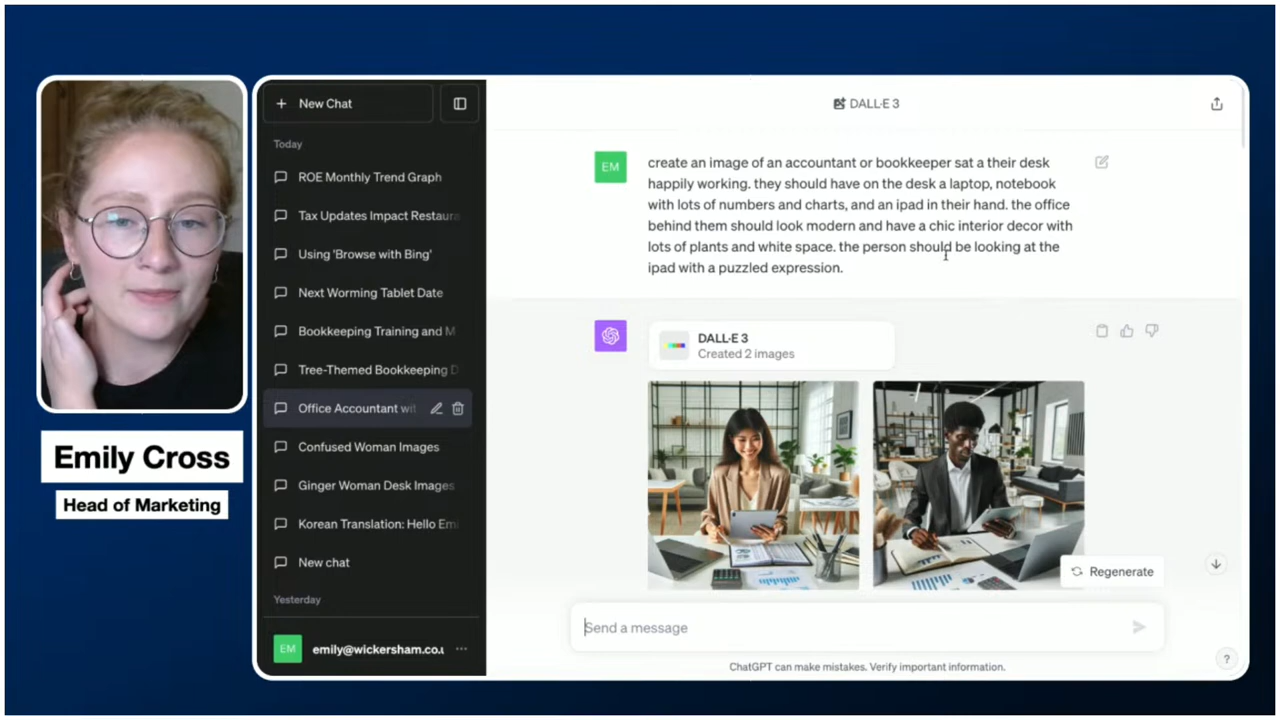 Emily Cross
Head of Marketing
New Chat
Today
ROE Monthly Trend Graph
Tax Updates Impact Restaura
Using 'Browse with Bing'
Next Worming Tablet Date
Bookkeeping Training and M
Tree-Themed Bookkeeping D
Office Accountant wit
Confused Woman Images
Ginger Woman Desk Images
Korean Translation: Hello Em
New chat
Yesterday
EM
emily@wickersham.co.u
DALL·E 3
EM
create an image of an accountant or bookkeeper sat a their desk
happily working. they should have on the desk a laptop, notebook
with lots of numbers and charts, and an ipad in their hand. the office
behind them should look modern and have a chic interior decor with
lots of plants and white space. the person should be looking at the
ipad with a puzzled expression.
DALL·E 3
Created 2 images
Regenerate
Send a message
ChatGPT can make mistakes. Verify important information.
?